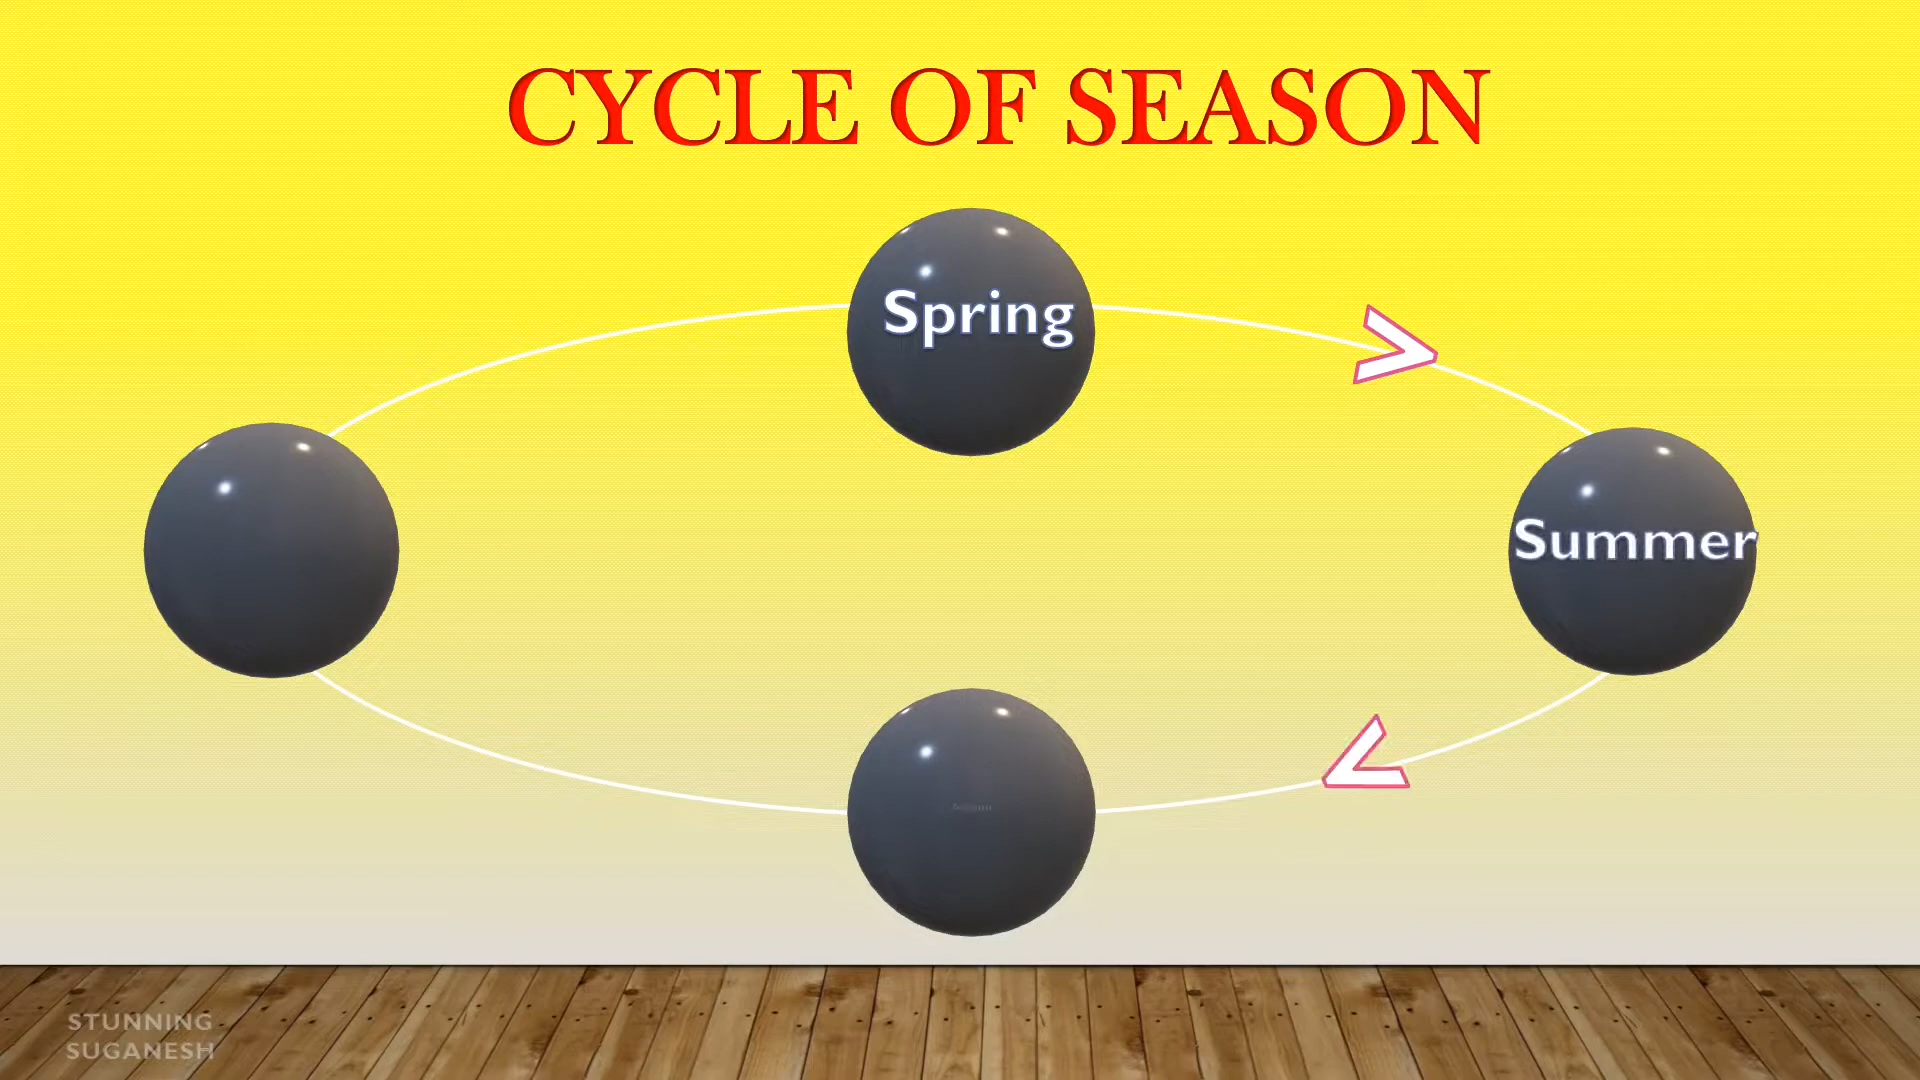 CYCLE OF SEASON
Spring
Summer
STUNNING
SUGANESH